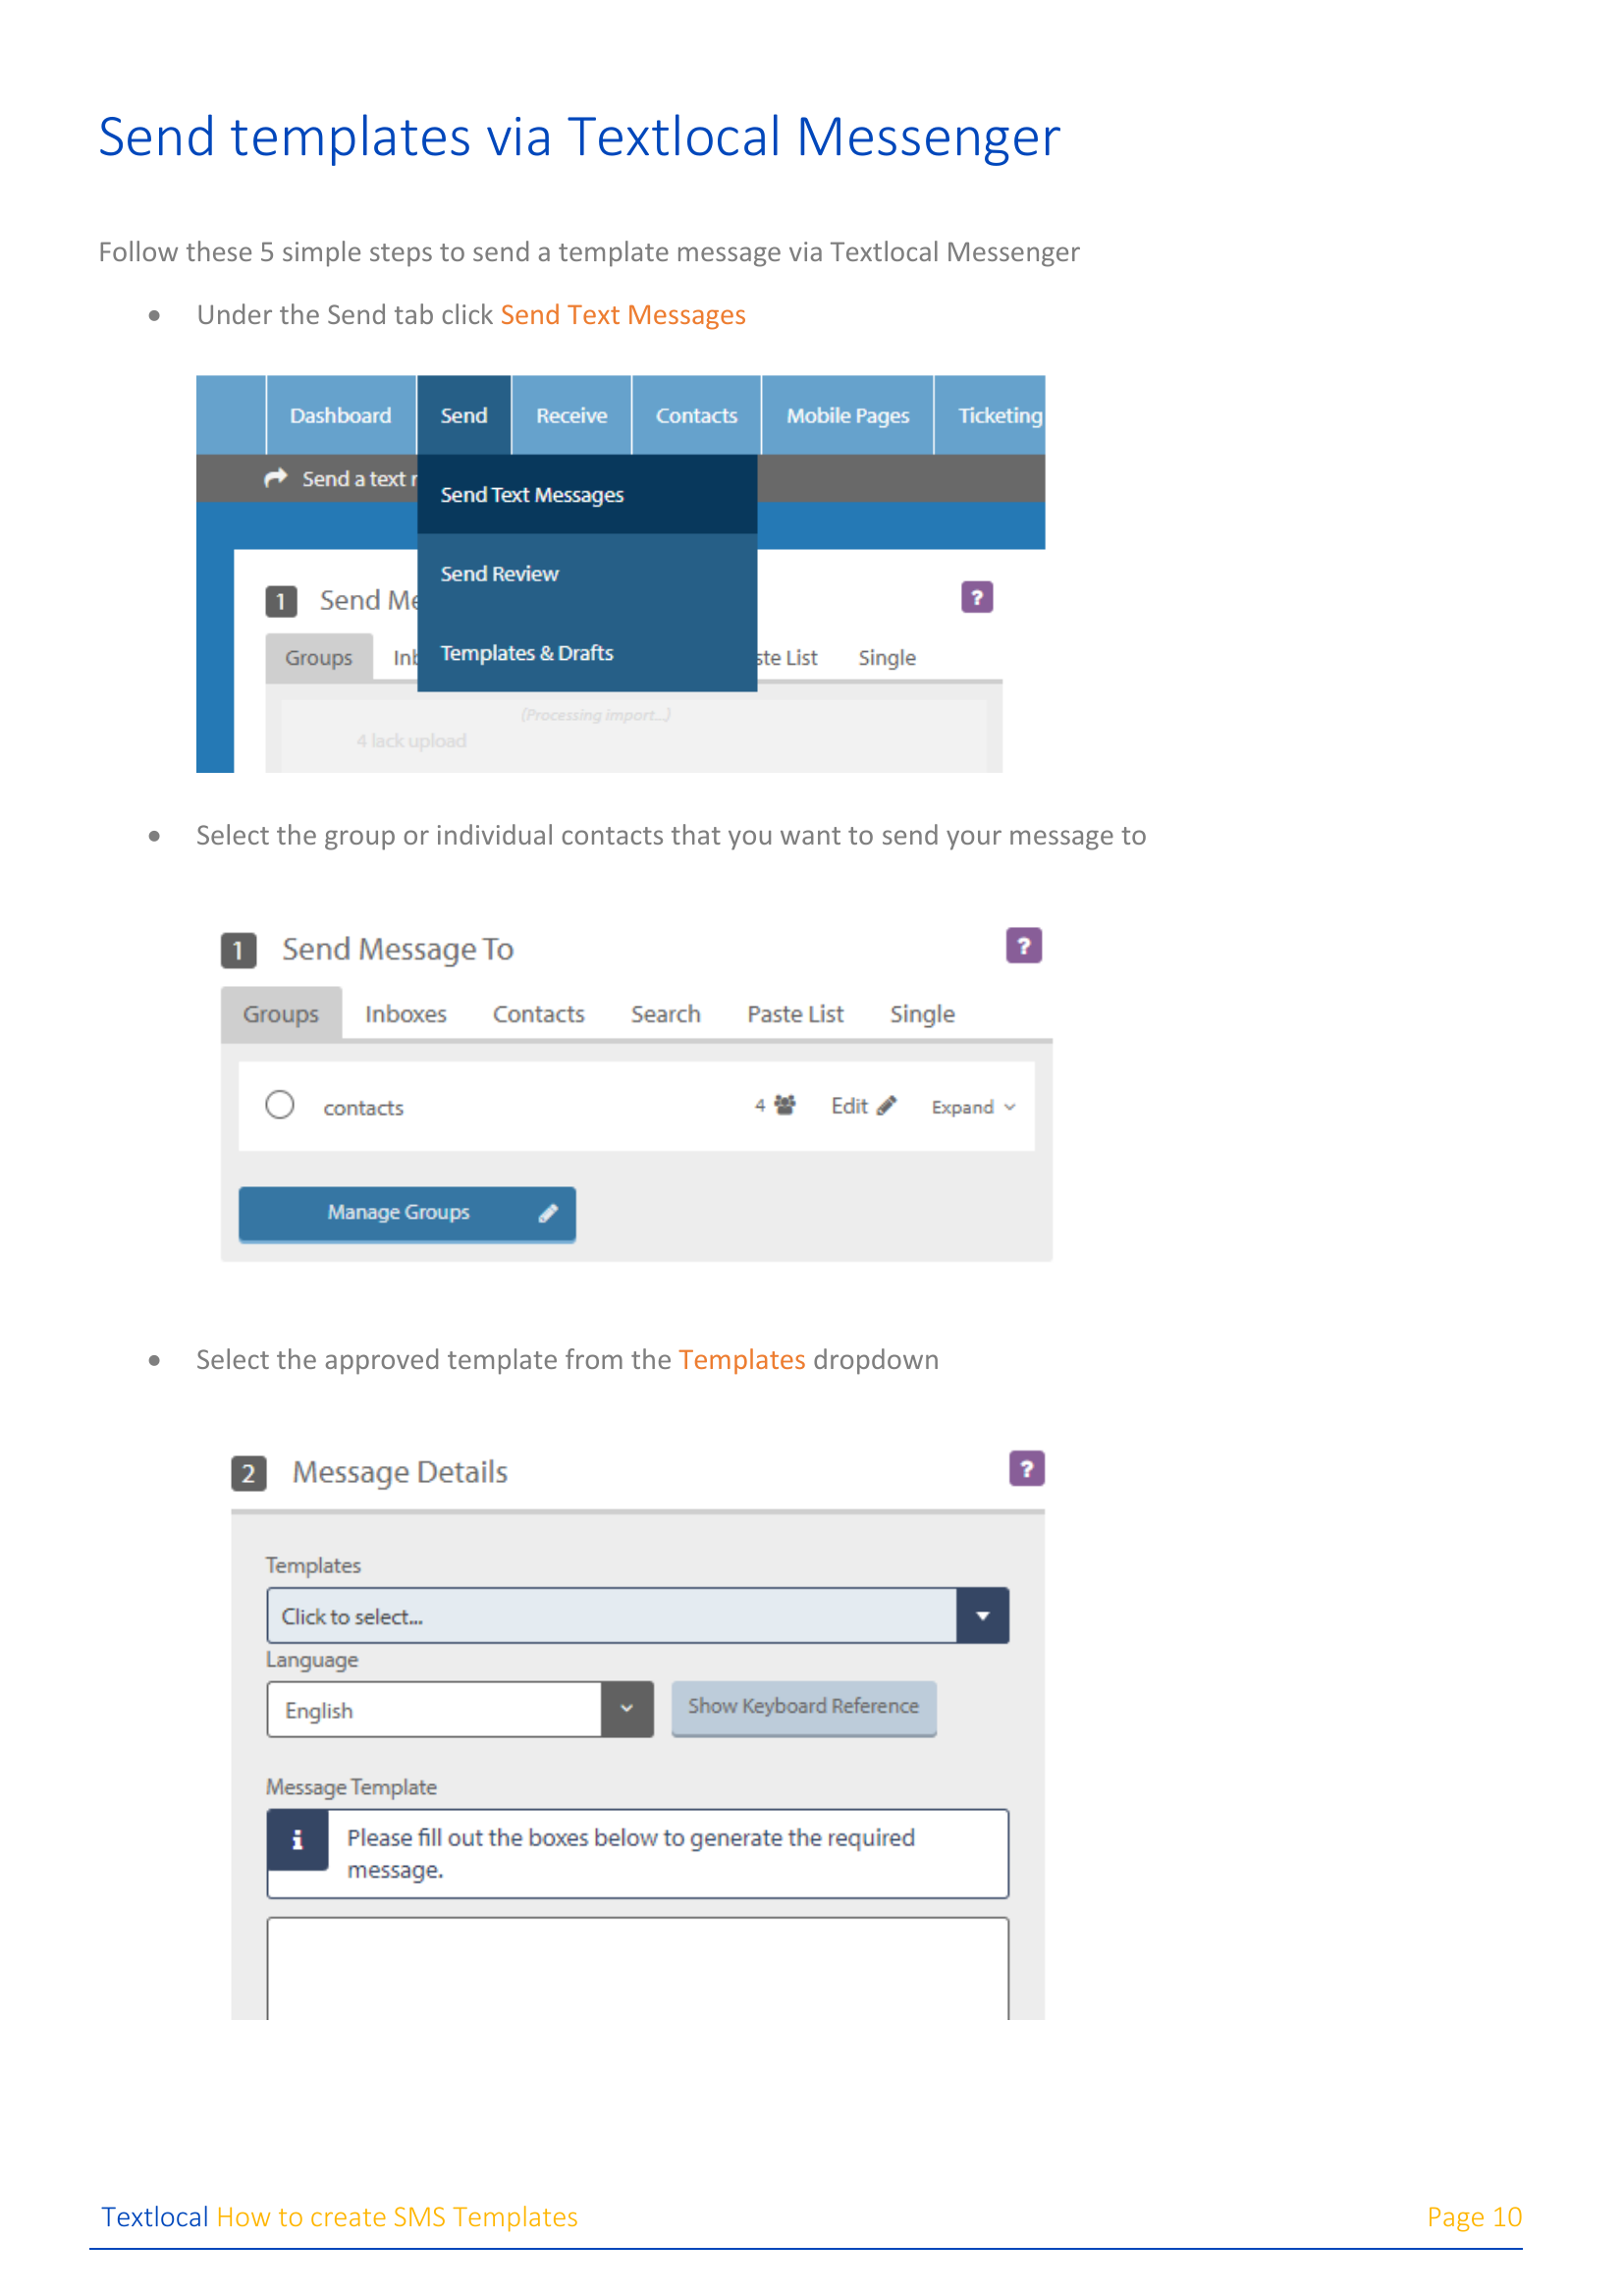 Send templates via Textlocal Messenger
Follow these 5 simple steps to send a template message via Textlocal Messenger
• Under the Send tab click Send Text Messages
Dashboard Send Receive Contacts Mobile Pages Ticketing
Send a text
Send Text Messages
Send Review
1 Send Me ?
Groups Templates & Drafts ste List Single
(Processing import...)
4 lack upload
• Select the group or individual contacts that you want to send your message to
1 Send Message To ?
Groups Inboxes Contacts Search Paste List Single
contacts 4 Edit Expand
Manage Groups
• Select the approved template from the Templates dropdown
2 Message Details ?
Templates
Click to select...
Language
English Show Keyboard Reference
Message Template
i Please fill out the boxes below to generate the required
message.
Textlocal How to create SMS Templates Page 10